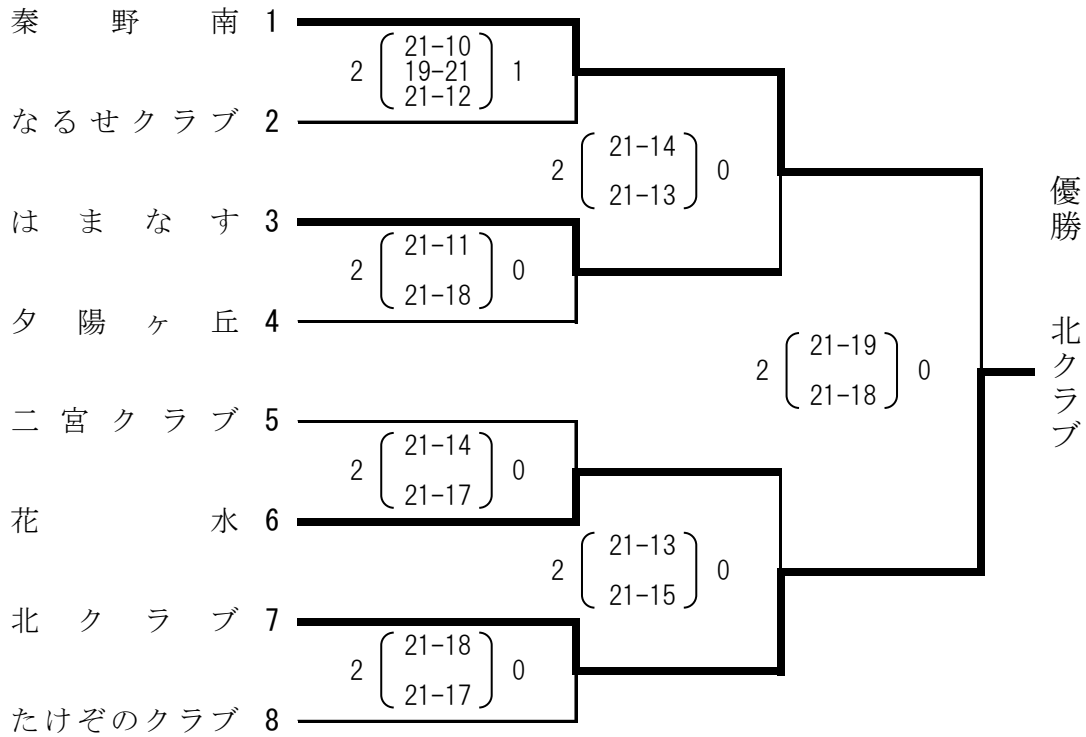 秦野南 1
2 21-10 1
19-21
21-12
なるせクラブ 2
2 21-14 0
21-13
はまなす 3
2 21-11 0
21-18
夕陽ヶ丘 4
2 21-19 0
21-18
二宮クラブ 5
2 21-14 0
21-17
花水 6
2 21-13 0
21-15
北クラブ 7
2 21-18 0
21-17
たけぞのクラブ 8
優勝 北クラブ